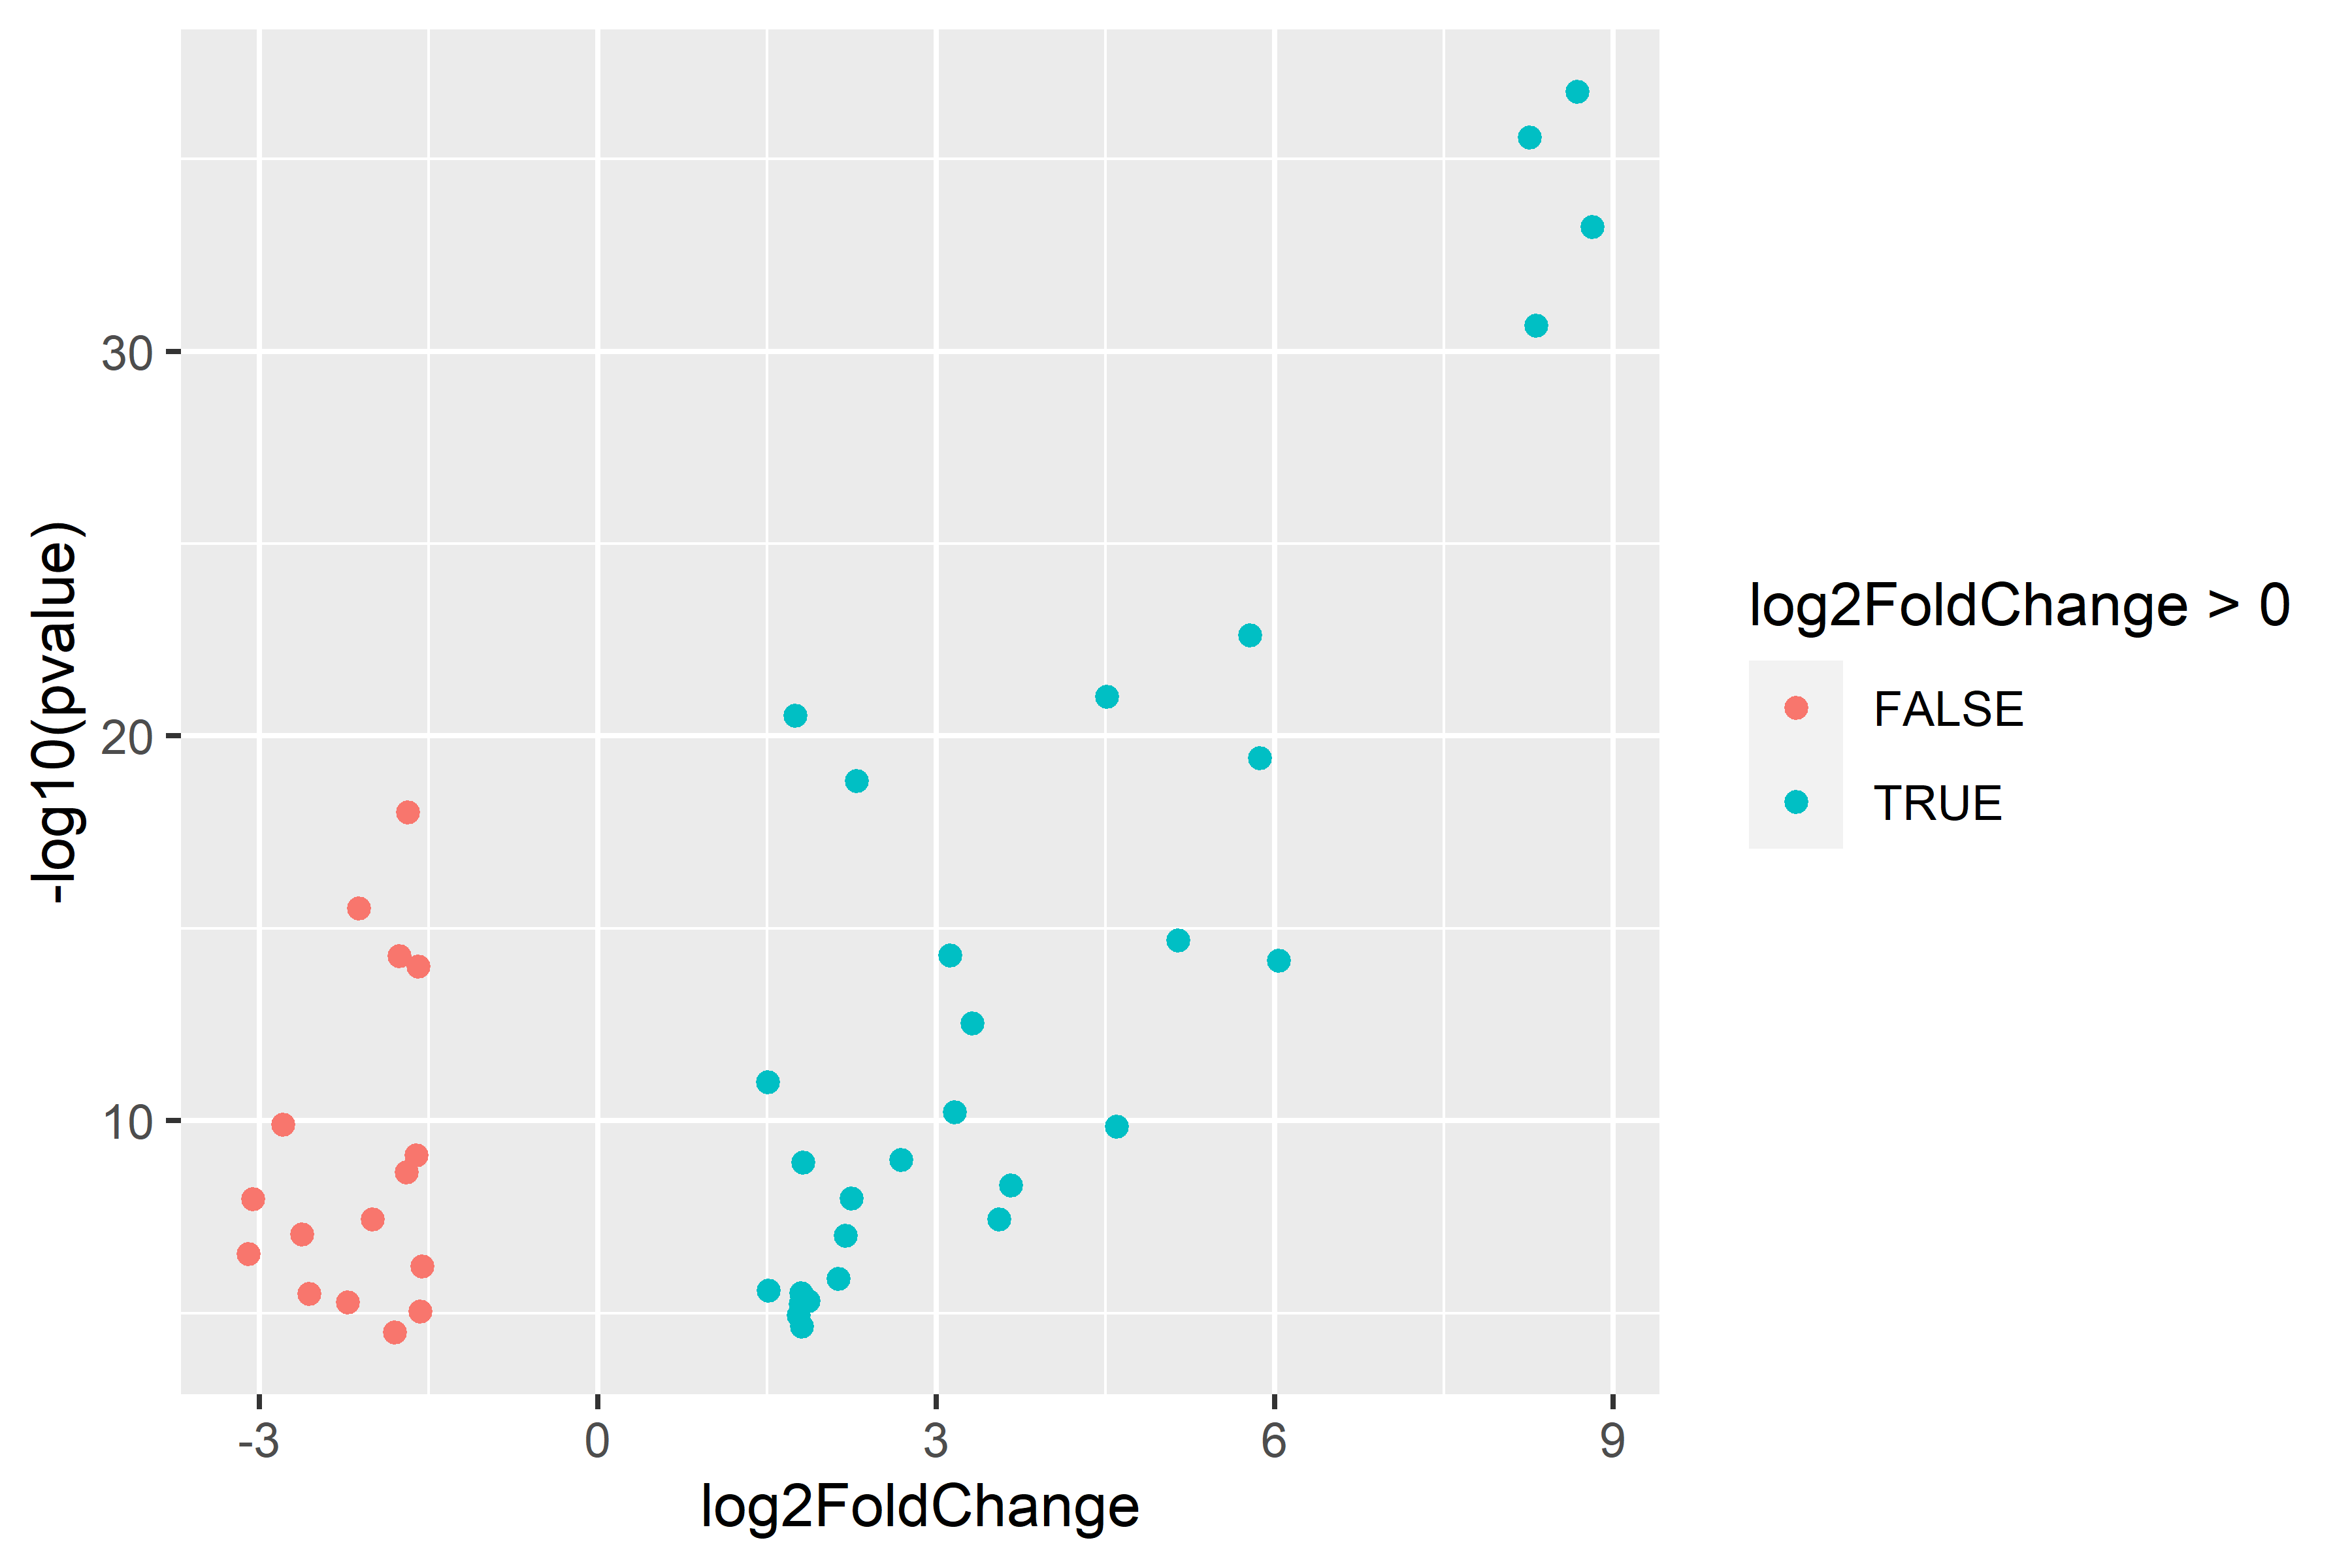 -log10(pvalue)
30
20
10
-3 0 3 6 9
log2FoldChange
log2FoldChange > 0
FALSE
TRUE